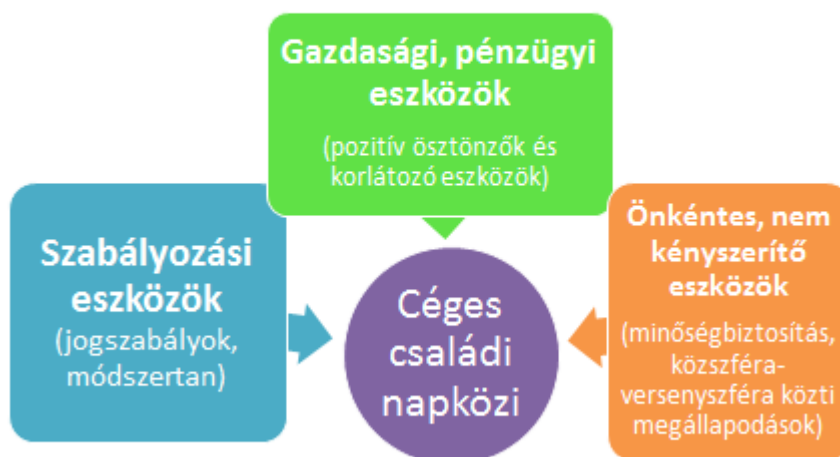 Gazdasági, pénzügyi
eszközök
(pozitív ösztönzők és
korlátozó eszközök)
Szabályozási
eszközök
(jogszabályok,
módszertan)
Céges
családi
napközi
Önkéntes, nem
kényszerítő
eszközök
(minőségbiztosítás,
közszféra-
versenyszféra közti
megállapodások)